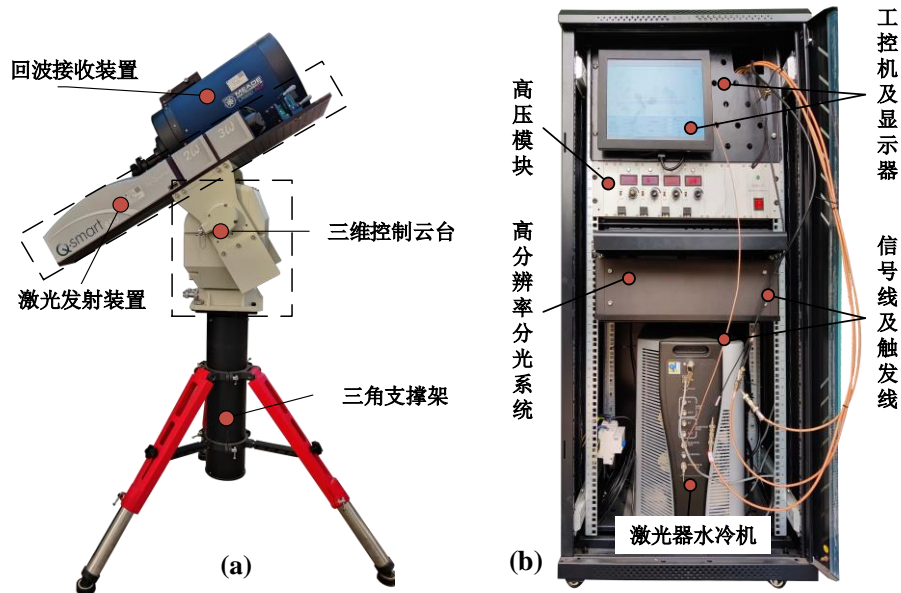 回波接收装置
MEADE
3ω
2ω
Q-smart
激光发射装置
三维控制云台
三角支撑架
(a)
高压模块
高分辨率分光系统
工控机及显示器
信号线及触发线
激光器水冷机
(b)